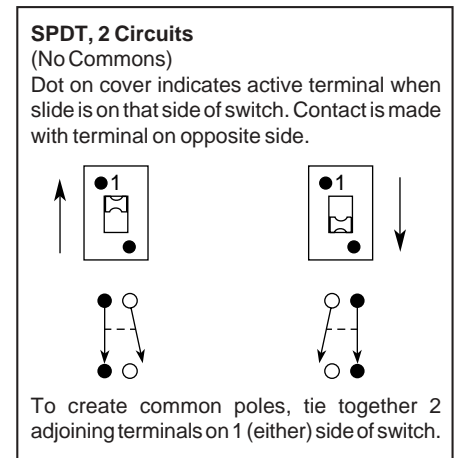 SPDT, 2 Circuits
(No Commons)
Dot on cover indicates active terminal when
slide is on that side of switch. Contact is made
with terminal on opposite side.
1
1
To create common poles, tie together 2
adjoining terminals on 1 (either) side of switch.